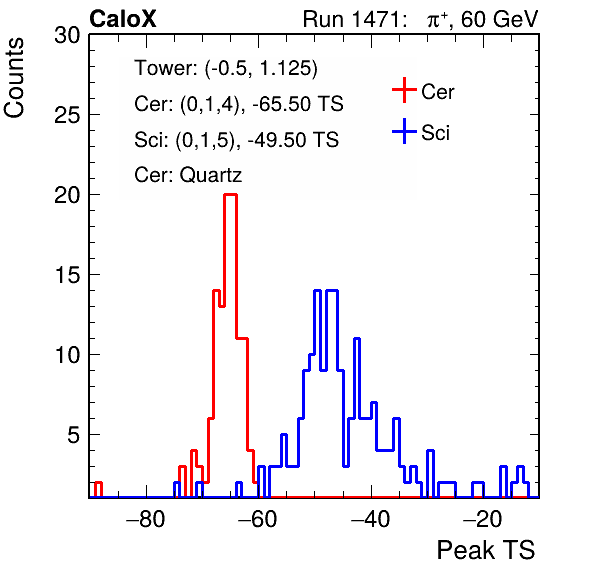 CaloX Run 1471: π⁺, 60 GeV
Counts
30
25
20
15
10
5
Tower: (-0.5, 1.125)
Cer: (0,1,4), -65.50 TS
Sci: (0,1,5), -49.50 TS
Cer: Quartz
Cer
Sci
−80 −60 −40 −20
Peak TS